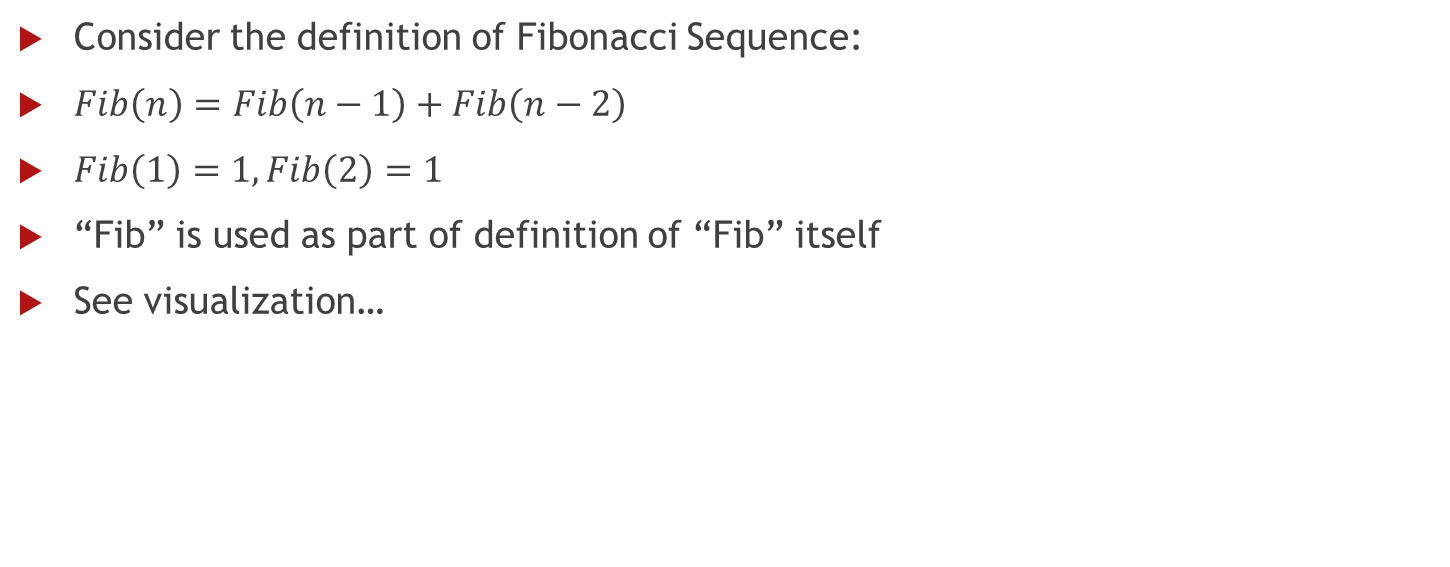 Consider the definition of Fibonacci Sequence:
𝐹𝑖𝑏(𝑛) = 𝐹𝑖𝑏(𝑛 − 1) + 𝐹𝑖𝑏(𝑛 − 2)
𝐹𝑖𝑏(1) = 1, 𝐹𝑖𝑏(2) = 1
“Fib” is used as part of definition of “Fib” itself
See visualization…